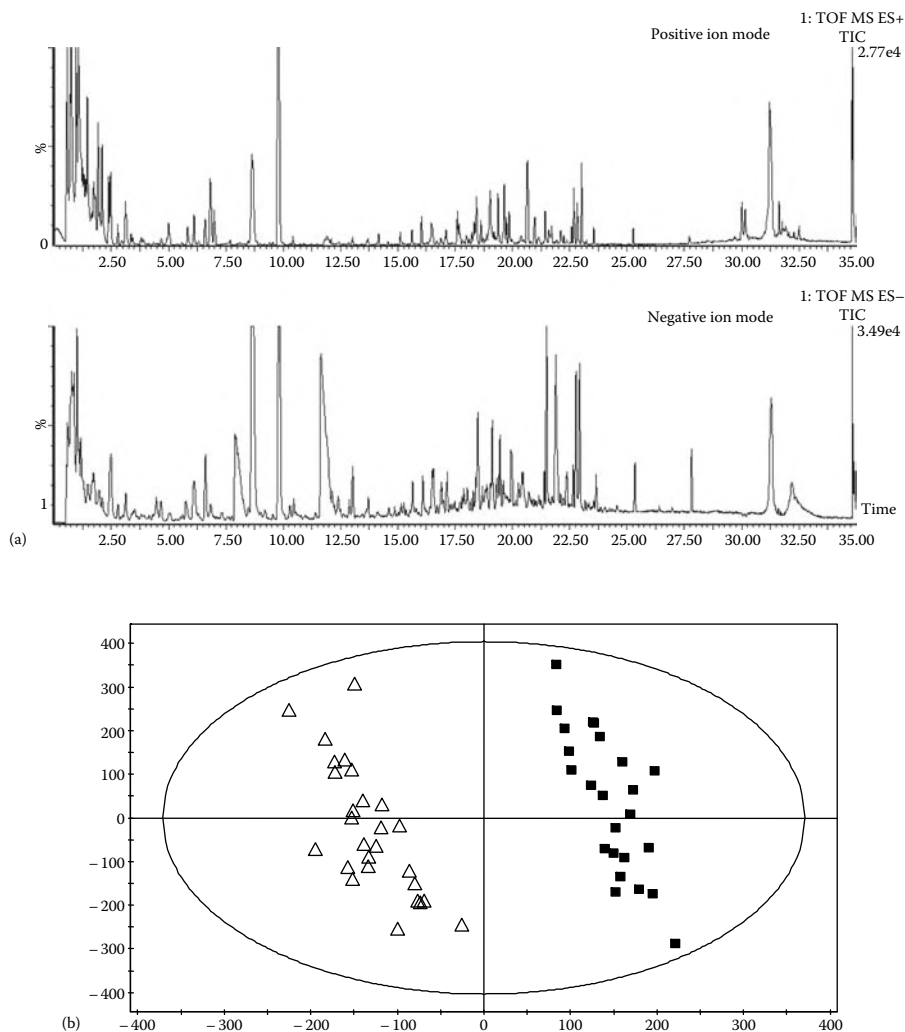 1: TOF MS ES+
Positive ion mode
TIC
2.77e4
%
0
2.50 5.00 7.50 10.00 12.50 15.00 17.50 20.00 22.50 25.00 27.50 30.00 32.50 35.00
1: TOF MS ES−
Negative ion mode
TIC
3.49e4
%
1
Time
(a)
2.50 5.00 7.50 10.00 12.50 15.00 17.50 20.00 22.50 25.00 27.50 30.00 32.50 35.00
400
300
200
100
0
−100
−200
−300
−400
(b)
−400 −300 −200 −100 0 100 200 300 400